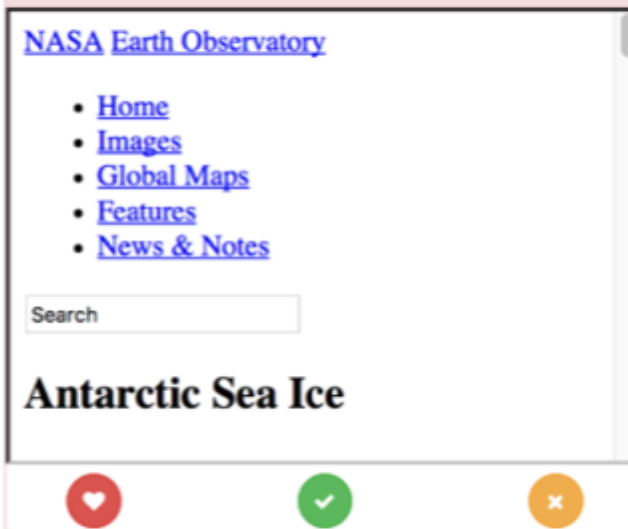 NASA Earth Observatory
Home
Images
Global Maps
Features
News & Notes
Search
Antarctic Sea Ice